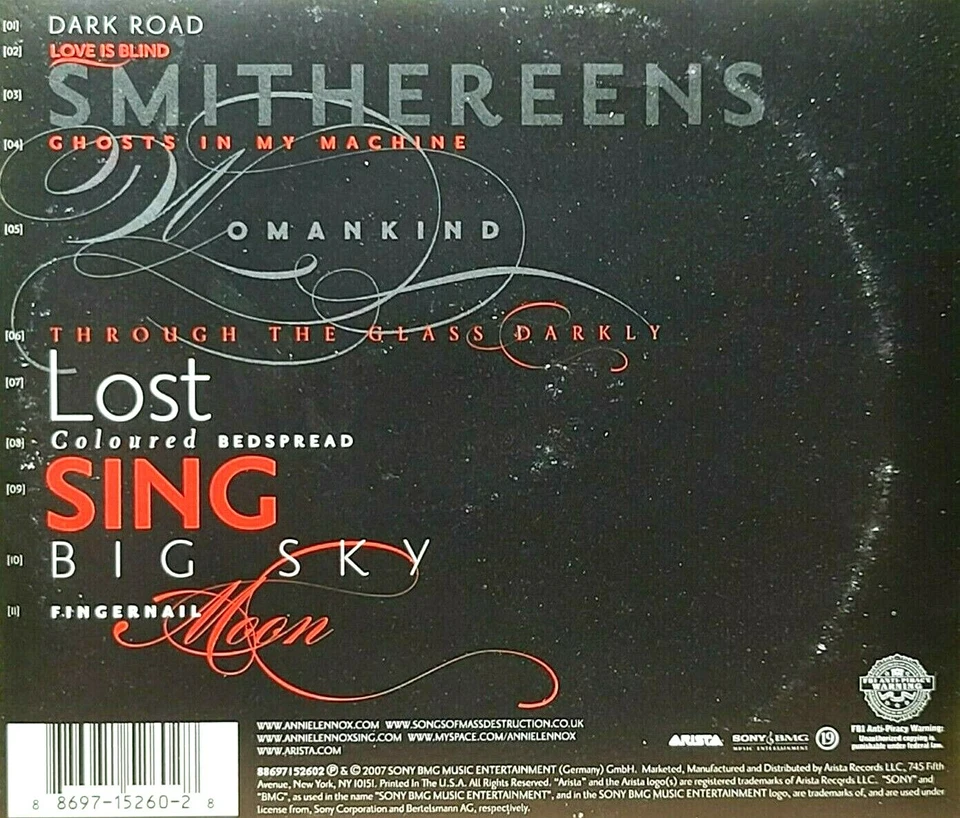 [01] DARK ROAD
[02] LOVE IS BLIND
[03] SMITHEREENS
[04] GHOSTS IN MY MACHINE
[05] WOMANKIND
[06] THROUGH THE GLASS DARKLY
[07] Lost
[08] Coloured BEDSPREAD
[09] SING
[10] BIG SKY
[11] FINGERNAIL Moon
FBI ANTI-PIRACY
WARNING
WWW.ANNIELENNOX.COM WWW.SONGSOFMASSDESTRUCTION.CO.UK
WWW.ANNIELENNOXSING.COM WWW.MYSPACE.COM/ANNIELENNOX
WWW.ARISTA.COM
ARISTA SONY BMG 19
MUSIC ENTERTAINMENT
FBI Anti-Piracy Warning:
Unauthorized copying is
punishable under federal law.
88697152602 ℗ & © 2007 SONY BMG MUSIC ENTERTAINMENT (Germany) GmbH. Marketed, Manufactured and Distributed by Arista Records LLC, 745 Fifth
Avenue, New York, NY 10151. Printed In The U.S.A. All Rights Reserved. "Arista" and the Arista logo(s) are registered trademarks of Arista Records LLC. "SONY" and
"BMG", as used in the name "SONY BMG MUSIC ENTERTAINMENT", and in the SONY BMG MUSIC ENTERTAINMENT logo, are trademarks of, and are used under
license from, Sony Corporation and Bertelsmann AG, respectively.
8 8697-15260-2 8